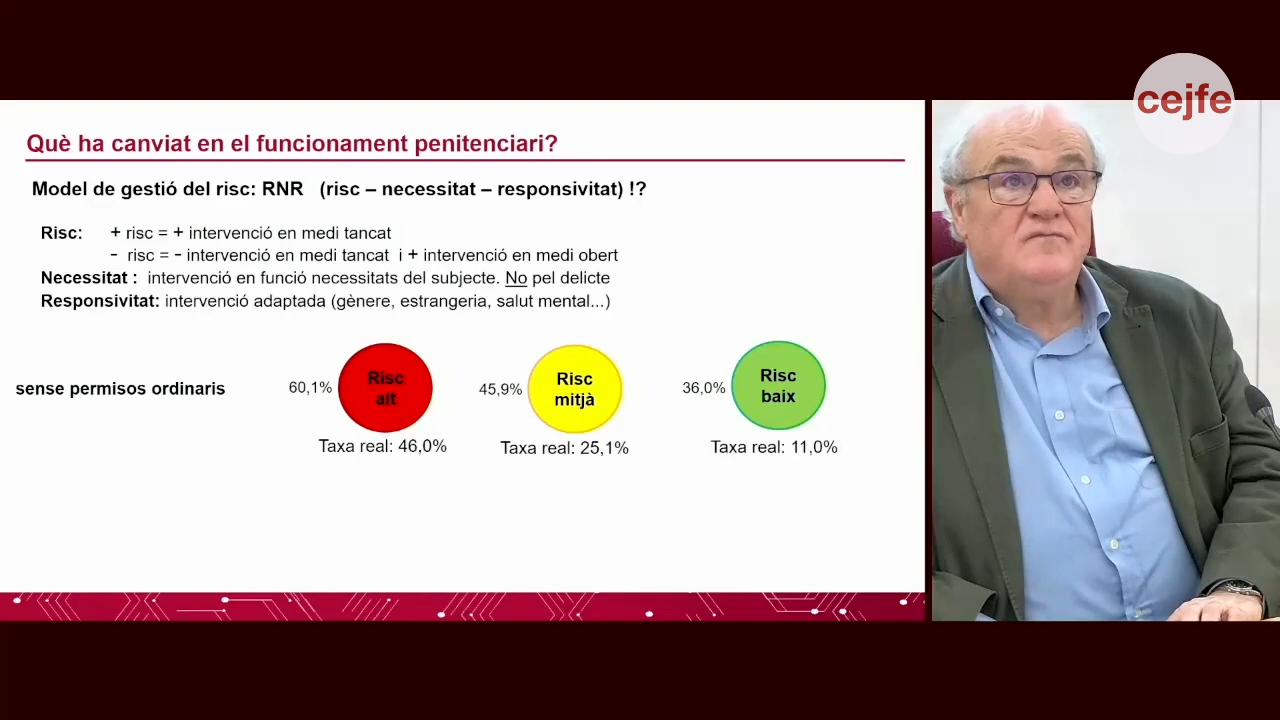 cejfe
Què ha canviat en el funcionament penitenciari?
Model de gestió del risc: RNR (risc – necessitat – responsivitat) !?
Risc: + risc = + intervenció en medi tancat
- risc = - intervenció en medi tancat i + intervenció en medi obert
Necessitat : intervenció en funció necessitats del subjecte. No pel delicte
Responsivitat: intervenció adaptada (gènere, estrangeria, salut mental...)
sense permisos ordinaris
60,1%
Risc
alt
Taxa real: 46,0%
45,9%
Risc
mitjà
Taxa real: 25,1%
36,0%
Risc
baix
Taxa real: 11,0%